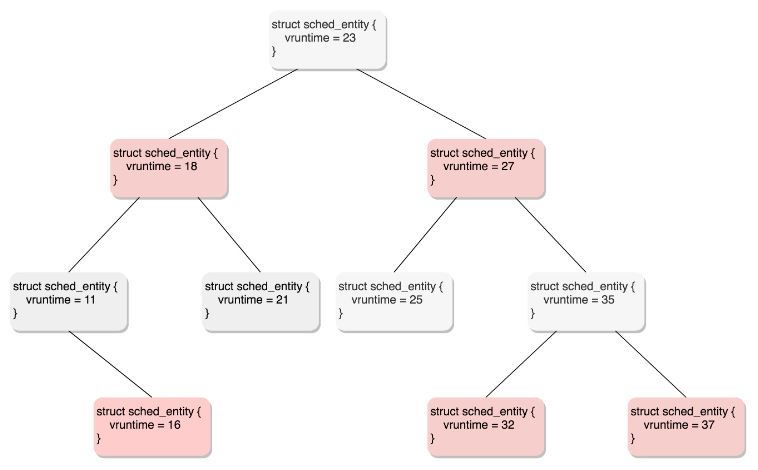 struct sched_entity {
vruntime = 23
}
struct sched_entity {
vruntime = 18
}
struct sched_entity {
vruntime = 27
}
struct sched_entity {
vruntime = 11
}
struct sched_entity {
vruntime = 21
}
struct sched_entity {
vruntime = 25
}
struct sched_entity {
vruntime = 35
}
struct sched_entity {
vruntime = 16
}
struct sched_entity {
vruntime = 32
}
struct sched_entity {
vruntime = 37
}